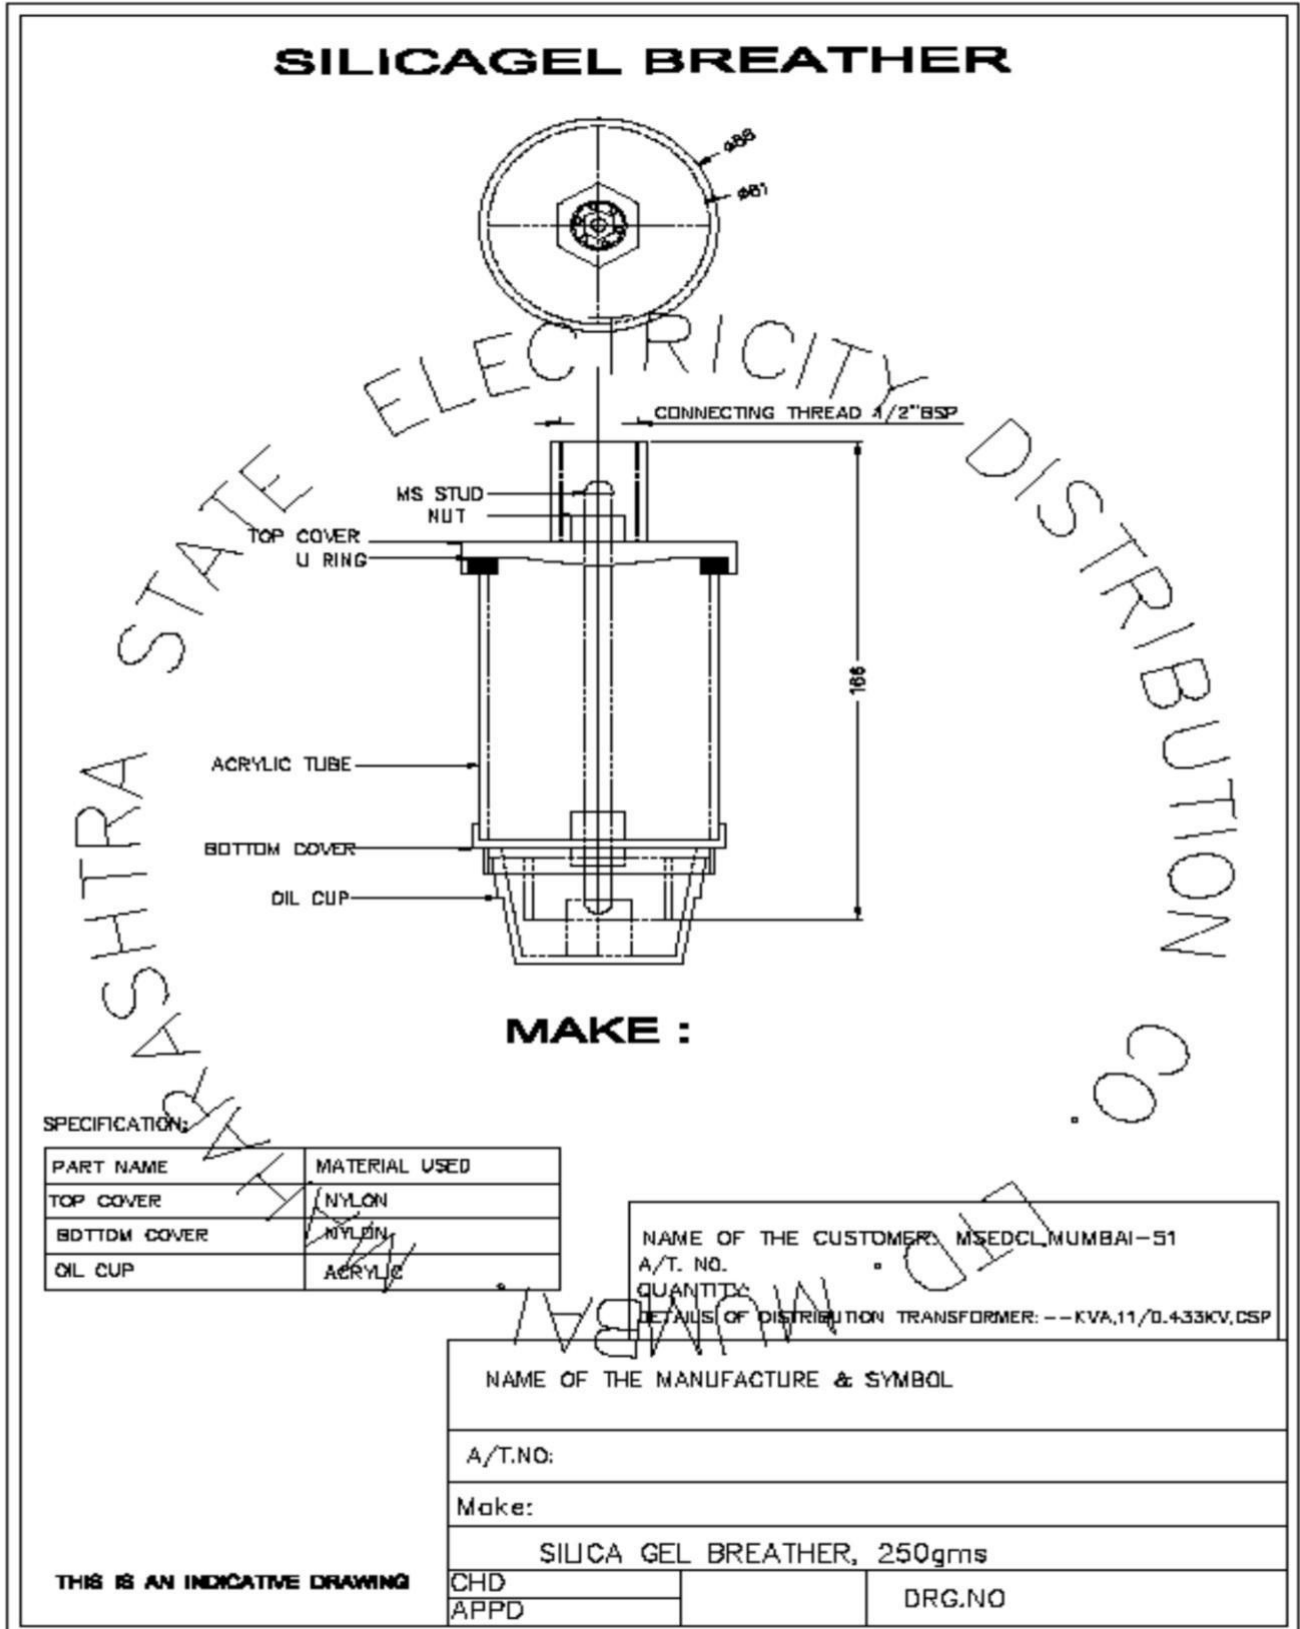 SILICAGEL BREATHER
ø81
CONNECTING THREAD 1/2"BSP
MS STUD
NUT
TOP COVER
U RING
ACRYLIC TUBE
BOTTOM COVER
OIL CUP
MAHARASHTRA STATE ELECTRICITY DISTRIBUTION CO. LTD. MUMBAI.
MAKE :
SPECIFICATION:
PART NAME MATERIAL USED
TOP COVER NYLON
BOTTOM COVER NYLON
OIL CUP ACRYLIC
NAME OF THE CUSTOMER: MSEDCL,MUMBAI-51
A/T. NO.
QUANTITY:
DETAILS OF DISTRIBUTION TRANSFORMER: --KVA,11/0.433KV,CSP
NAME OF THE MANUFACTURE & SYMBOL
A/T.NO:
Make:
SILICA GEL BREATHER, 250gms
THIS IS AN INDICATIVE DRAWING
CHD
APPD
DRG.NO